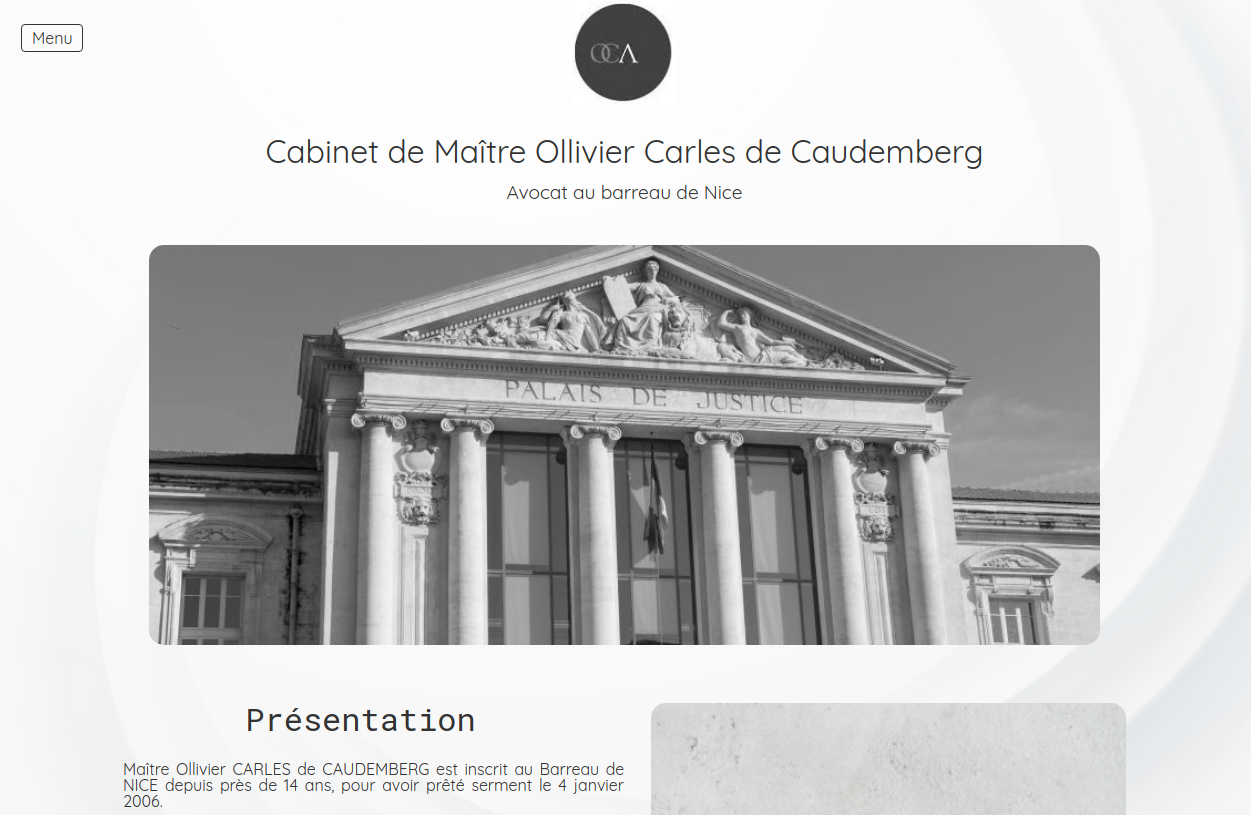 Menu
OCA
Cabinet de Maître Ollivier Carles de Caudemberg
Avocat au barreau de Nice
PALAIS DE JUSTICE
Présentation
Maître Ollivier CARLES de CAUDEMBERG est inscrit au Barreau de
NICE depuis près de 14 ans, pour avoir prêté serment le 4 janvier
2006.